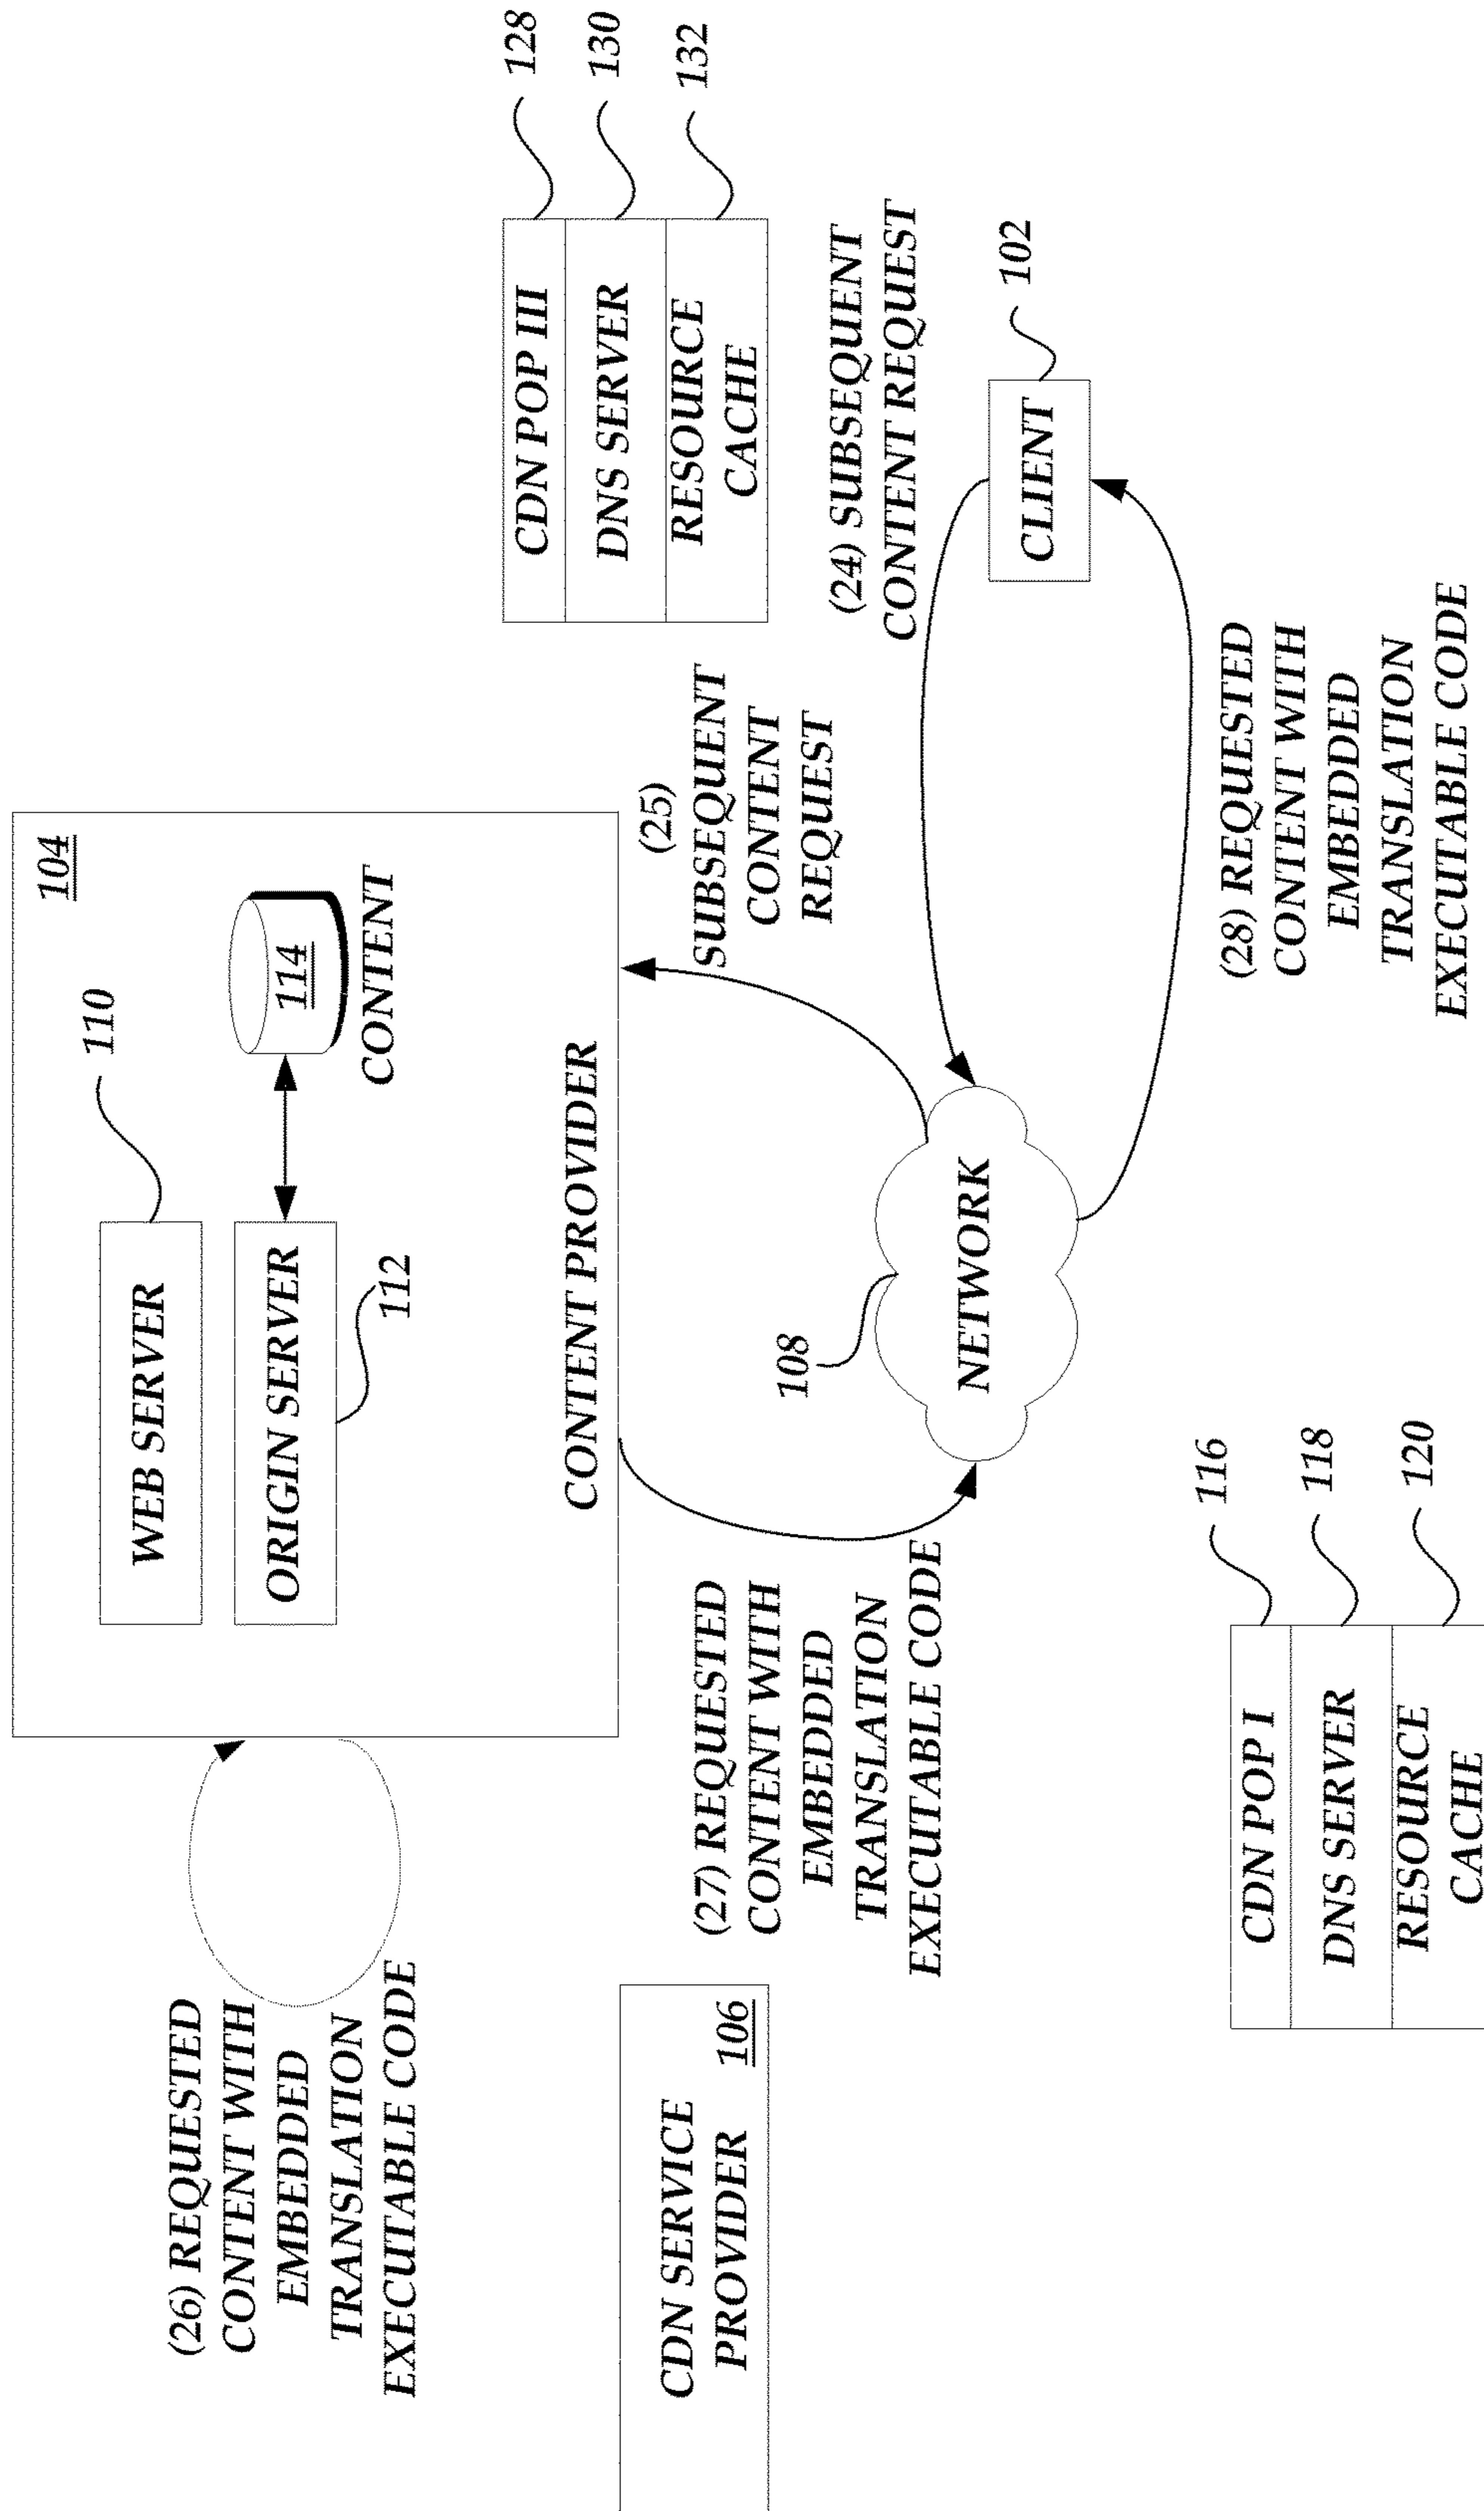 104
110
WEB SERVER
ORIGIN SERVER
112
114
CONTENT
CONTENT PROVIDER
(26) REQUESTED
CONTENT WITH
EMBEDDED
TRANSLATION
EXECUTABLE CODE
CDN SERVICE
PROVIDER
106
(27) REQUESTED
CONTENT WITH
EMBEDDED
TRANSLATION
EXECUTABLE CODE
(25)
SUBSEQUENT
CONTENT
REQUEST
CDN POP III
128
DNS SERVER
130
RESOURCE
CACHE
132
(24) SUBSEQUENT
CONTENT REQUEST
108
NETWORK
CLIENT
102
CDN POP I
116
DNS SERVER
118
RESOURCE
CACHE
120
(28) REQUESTED
CONTENT WITH
EMBEDDED
TRANSLATION
EXECUTABLE CODE